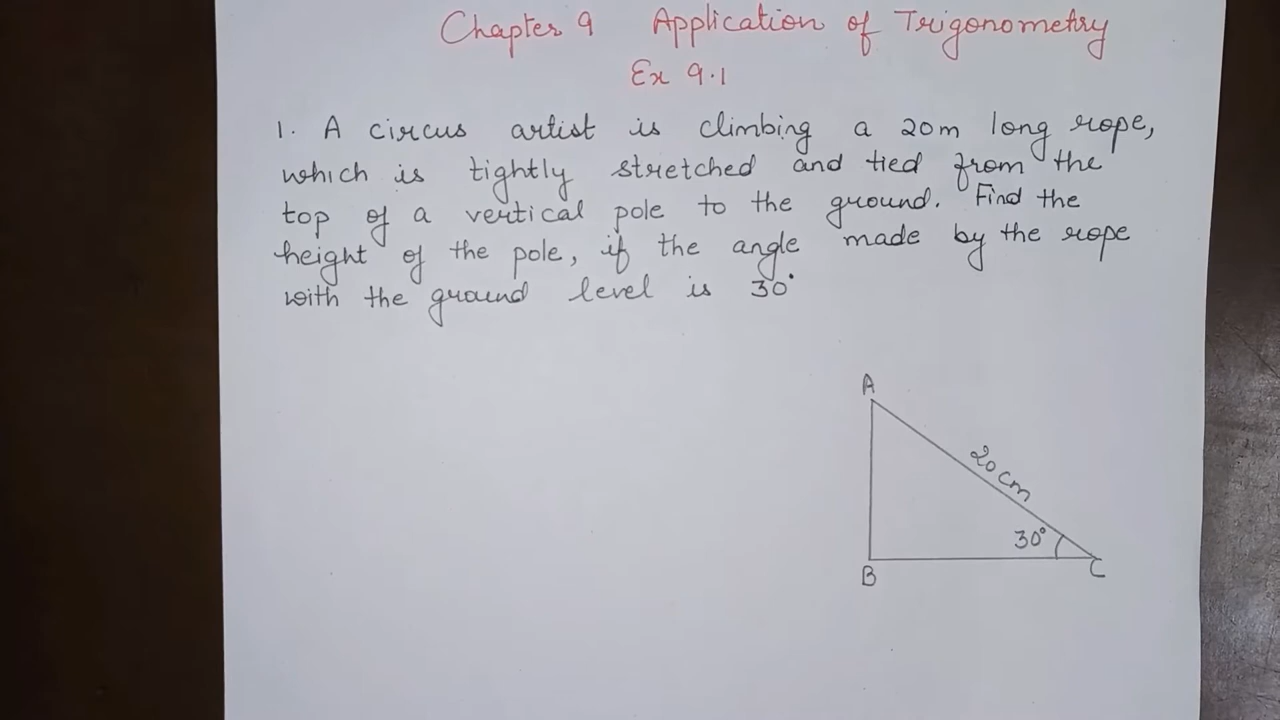 Chapter 9 Application of Trigonometry
Ex 9.1
1. A circus artist is climbing a 20m long rope,
which is tightly stretched and tied from the
top of a vertical pole to the ground. Find the
height of the pole, if the angle made by the rope
with the ground level is 30°
A
20cm
30°
B
C